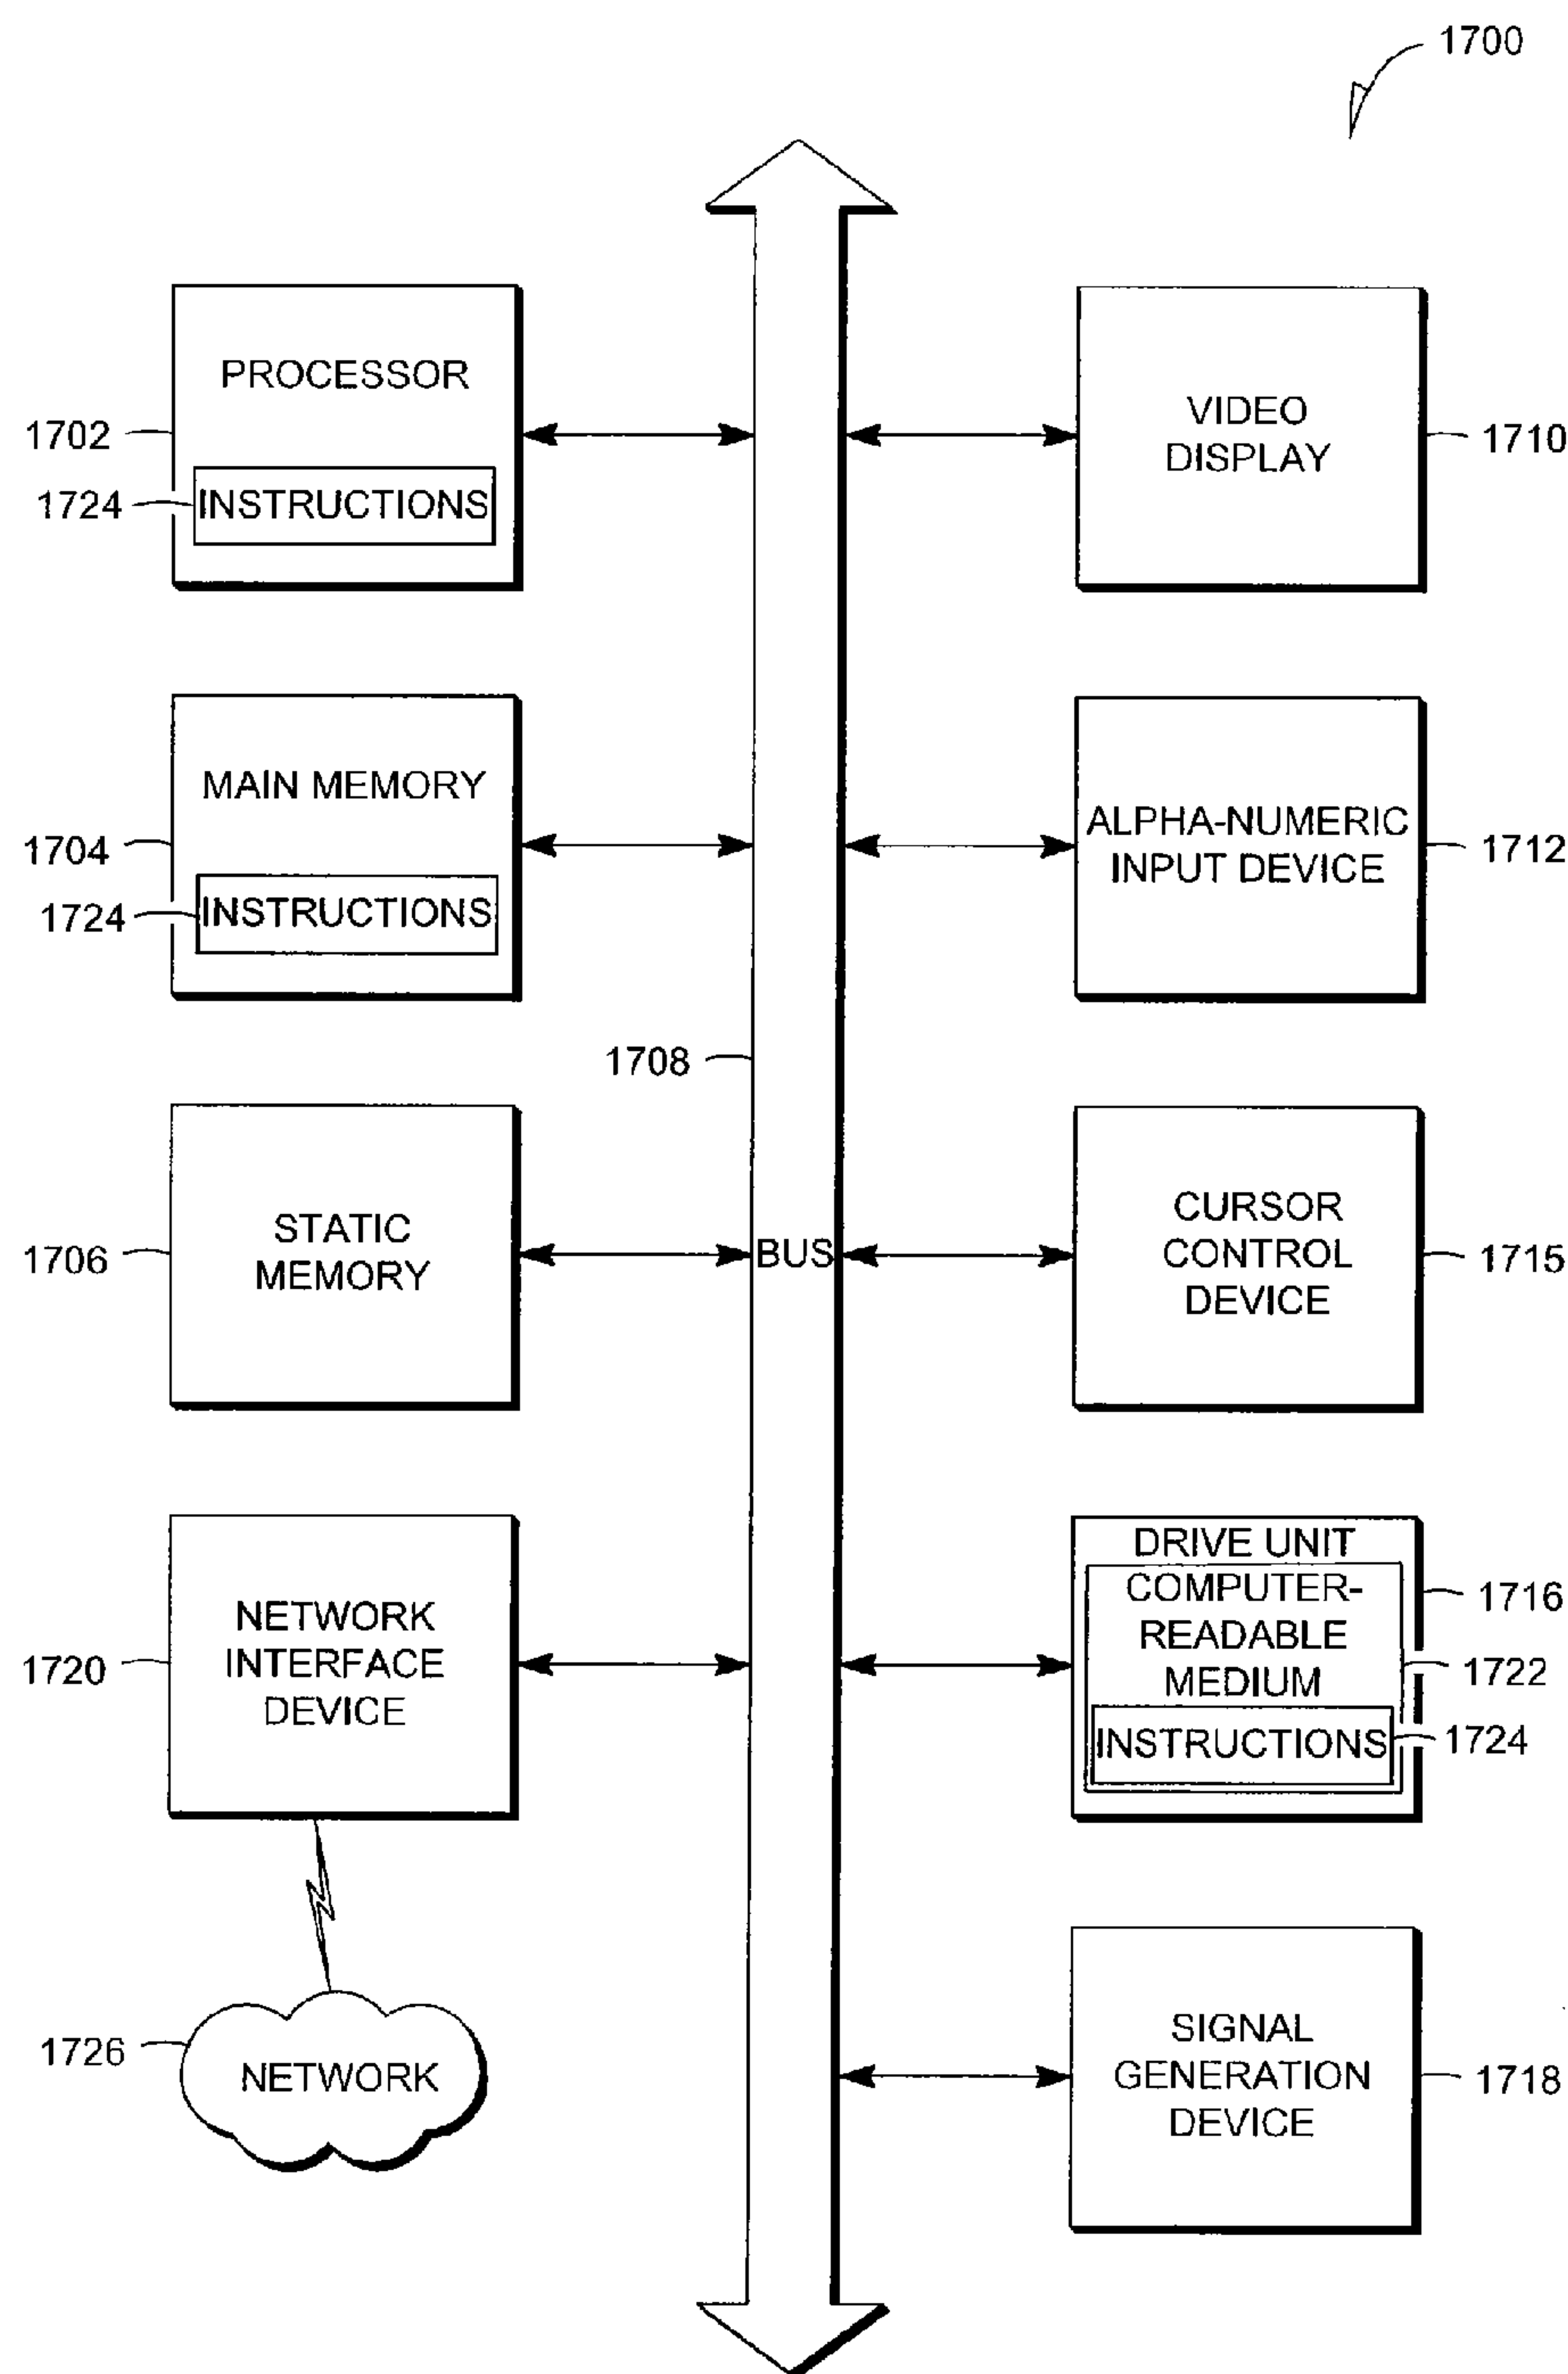 1700
PROCESSOR
1702
1724
INSTRUCTIONS
VIDEO
DISPLAY
1710
MAIN MEMORY
1704
1724
INSTRUCTIONS
ALPHA-NUMERIC
INPUT DEVICE
1712
1708
STATIC
MEMORY
1706
BUS
CURSOR
CONTROL
DEVICE
1715
NETWORK
INTERFACE
DEVICE
1720
DRIVE UNIT
COMPUTER-
READABLE
MEDIUM
1716
1722
INSTRUCTIONS
1724
1726
NETWORK
SIGNAL
GENERATION
DEVICE
1718